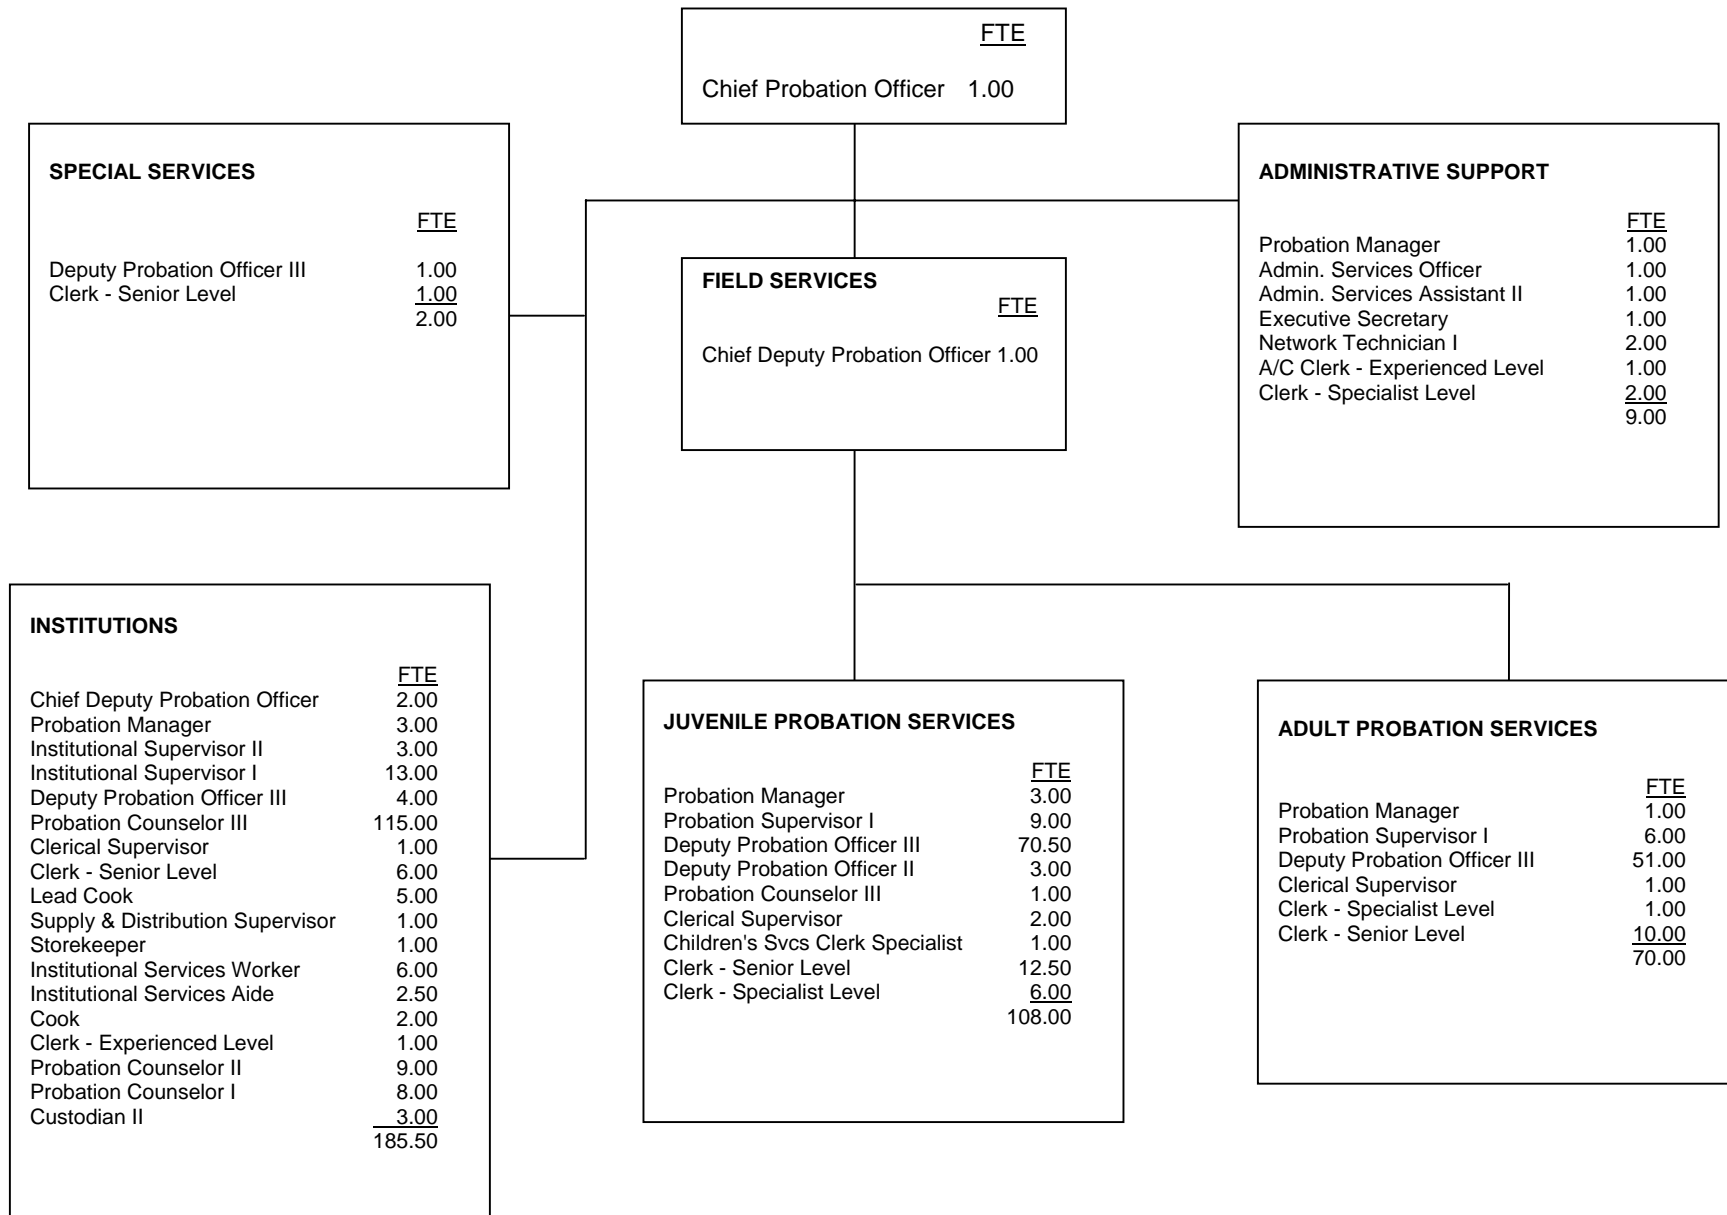 FTE
Chief Probation Officer 1.00
SPECIAL SERVICES
FTE
Deputy Probation Officer III 1.00
Clerk - Senior Level 1.00
2.00
FIELD SERVICES
FTE
Chief Deputy Probation Officer 1.00
ADMINISTRATIVE SUPPORT
FTE
Probation Manager 1.00
Admin. Services Officer 1.00
Admin. Services Assistant II 1.00
Executive Secretary 1.00
Network Technician I 2.00
A/C Clerk - Experienced Level 1.00
Clerk - Specialist Level 2.00
9.00
INSTITUTIONS
FTE
Chief Deputy Probation Officer 2.00
Probation Manager 3.00
Institutional Supervisor II 3.00
Institutional Supervisor I 13.00
Deputy Probation Officer III 4.00
Probation Counselor III 115.00
Clerical Supervisor 1.00
Clerk - Senior Level 6.00
Lead Cook 5.00
Supply & Distribution Supervisor 1.00
Storekeeper 1.00
Institutional Services Worker 6.00
Institutional Services Aide 2.50
Cook 2.00
Clerk - Experienced Level 1.00
Probation Counselor II 9.00
Probation Counselor I 8.00
Custodian II 3.00
185.50
JUVENILE PROBATION SERVICES
FTE
Probation Manager 3.00
Probation Supervisor I 9.00
Deputy Probation Officer III 70.50
Deputy Probation Officer II 3.00
Probation Counselor III 1.00
Clerical Supervisor 2.00
Children's Svcs Clerk Specialist 1.00
Clerk - Senior Level 12.50
Clerk - Specialist Level 6.00
108.00
ADULT PROBATION SERVICES
FTE
Probation Manager 1.00
Probation Supervisor I 6.00
Deputy Probation Officer III 51.00
Clerical Supervisor 1.00
Clerk - Specialist Level 1.00
Clerk - Senior Level 10.00
70.00